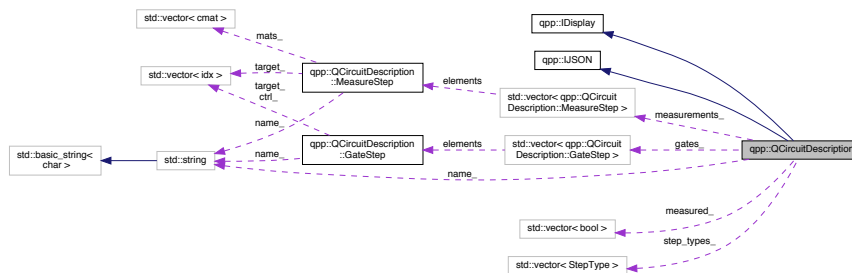 std::vector< cmat >
qpp::IDisplay
mats_
qpp::IJSON
std::vector< idx >
target_
qpp::QCircuitDescription
::MeasureStep
elements
target_
ctrl_
std::vector< qpp::QCircuit
Description::MeasureStep >
measurements_
name_
std::basic_string<
char >
std::string
name_
qpp::QCircuitDescription
::GateStep
elements
std::vector< qpp::QCircuit
Description::GateStep >
gates_
qpp::QCircuitDescription
name_
measured_
std::vector< bool >
step_types_
std::vector< StepType >